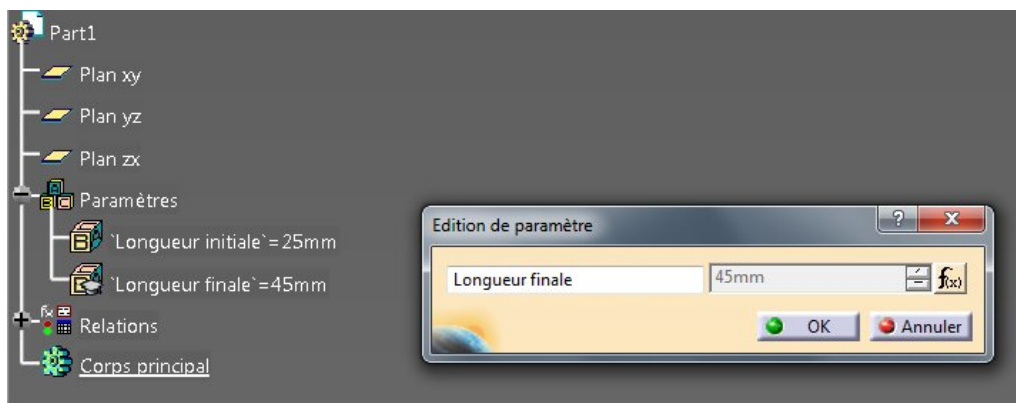 Part1
Plan xy
Plan yz
Plan zx
Paramètres
`Longueur initiale`=25mm
`Longueur finale`=45mm
Relations
Corps principal
Edition de paramètre
Longueur finale 45mm f(x)
OK Annuler